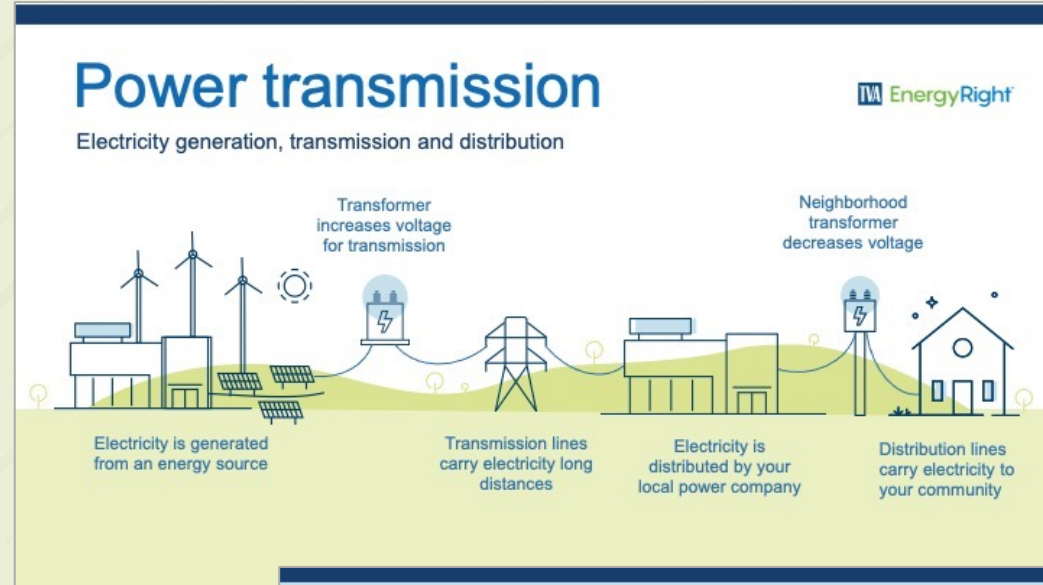 Power transmission
TVA EnergyRight
Electricity generation, transmission and distribution
Transformer
increases voltage
for transmission
Neighborhood
transformer
decreases voltage
Electricity is generated
from an energy source
Transmission lines
carry electricity long
distances
Electricity is
distributed by your
local power company
Distribution lines
carry electricity to
your community